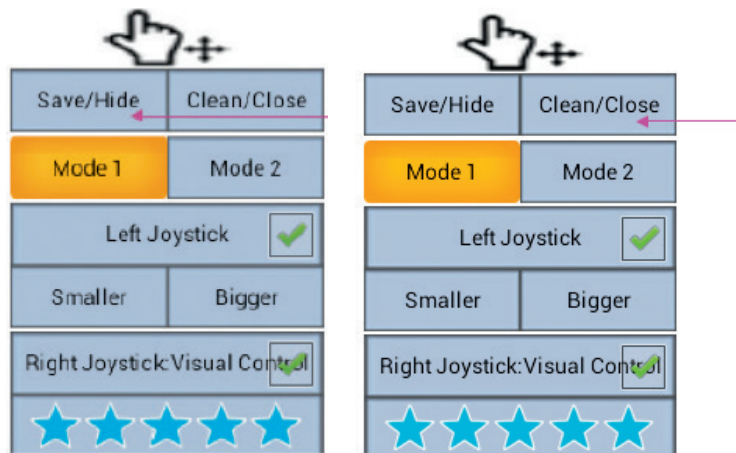 Save/Hide Clean/Close
Mode 1 Mode 2
Left Joystick
Smaller Bigger
Right Joystick:Visual Control
Save/Hide Clean/Close
Mode 1 Mode 2
Left Joystick
Smaller Bigger
Right Joystick:Visual Control